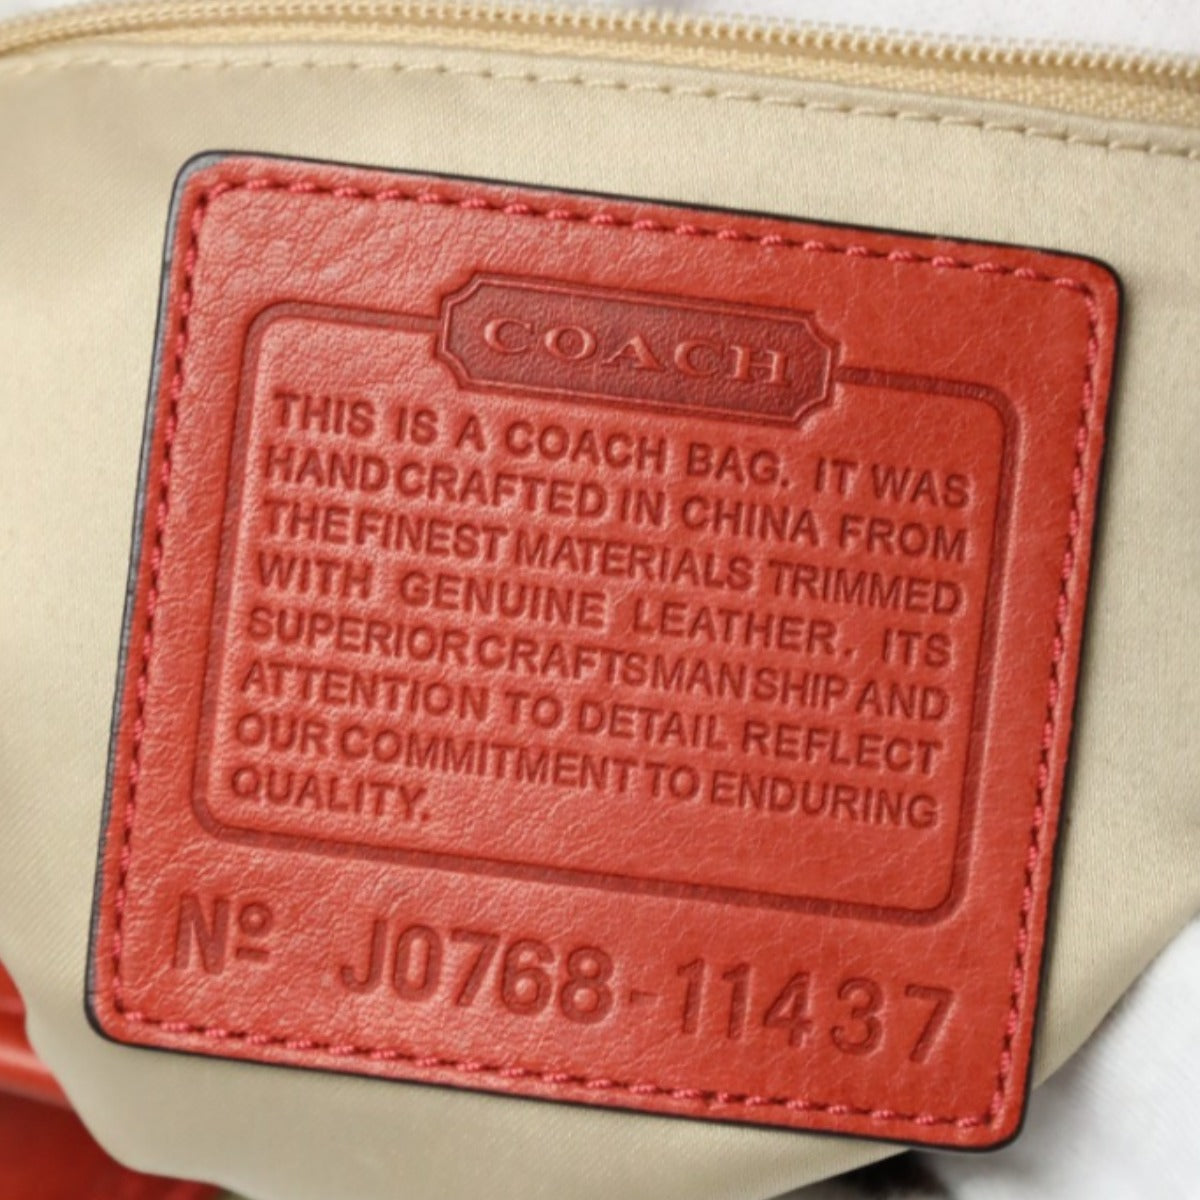 COACH
THIS IS A COACH BAG. IT WAS
HANDCRAFTED IN CHINA FROM
THE FINEST MATERIALS TRIMMED
WITH GENUINE LEATHER. ITS
SUPERIOR CRAFTSMANSHIP AND
ATTENTION TO DETAIL REFLECT
OUR COMMITMENT TO ENDURING
QUALITY.
Nº J0768-11437